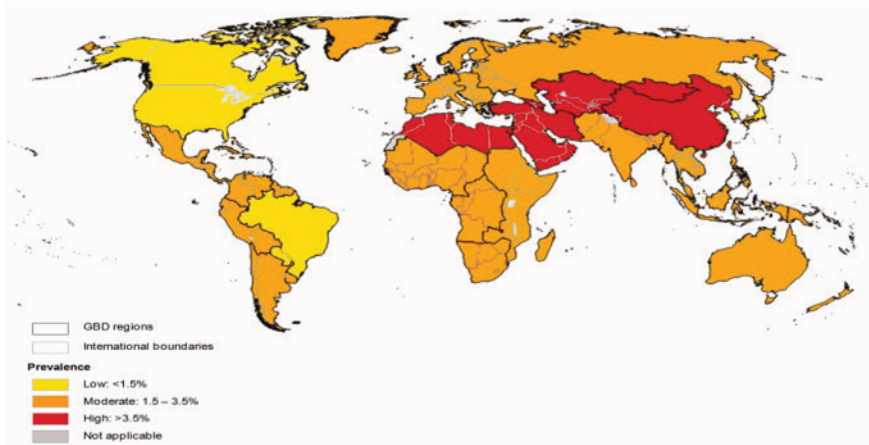 GBD regions
International boundaries
Prevalence
Low: <1.5%
Moderate: 1.5 – 3.5%
High: >3.5%
Not applicable